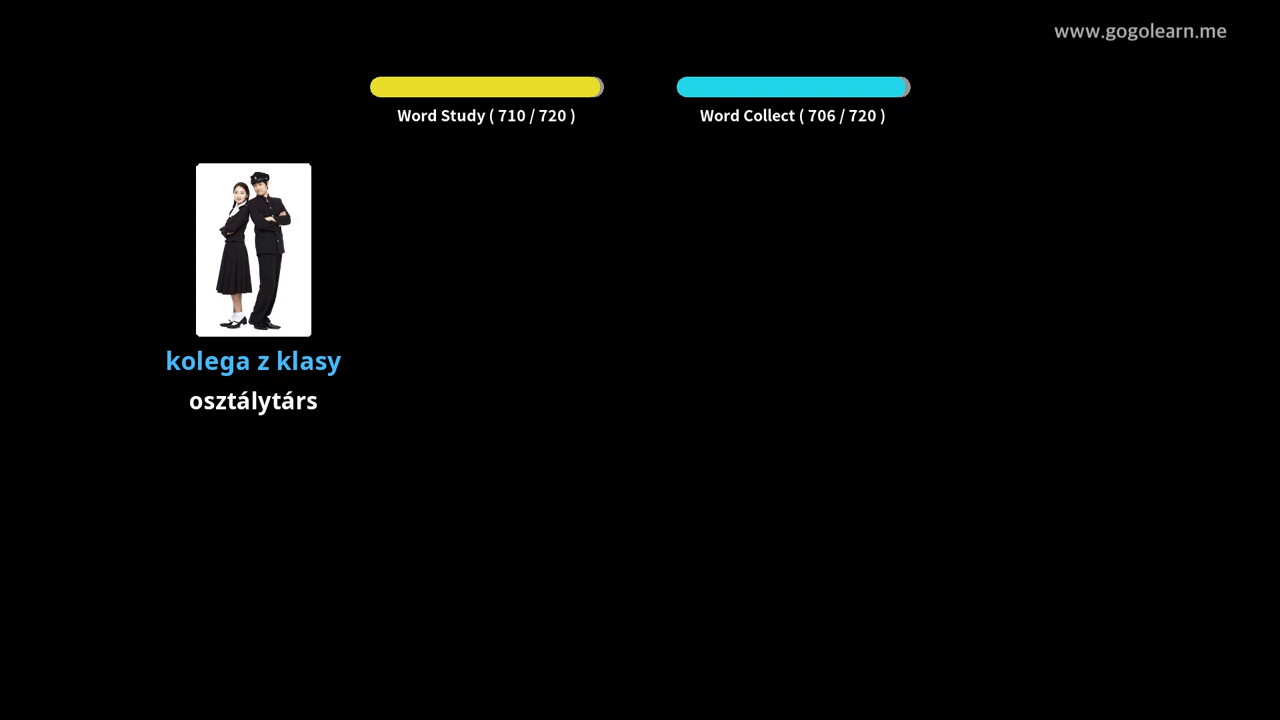 www.gogolearn.me
Word Study ( 710 / 720 )
Word Collect ( 706 / 720 )
kolega z klasy
osztálytárs